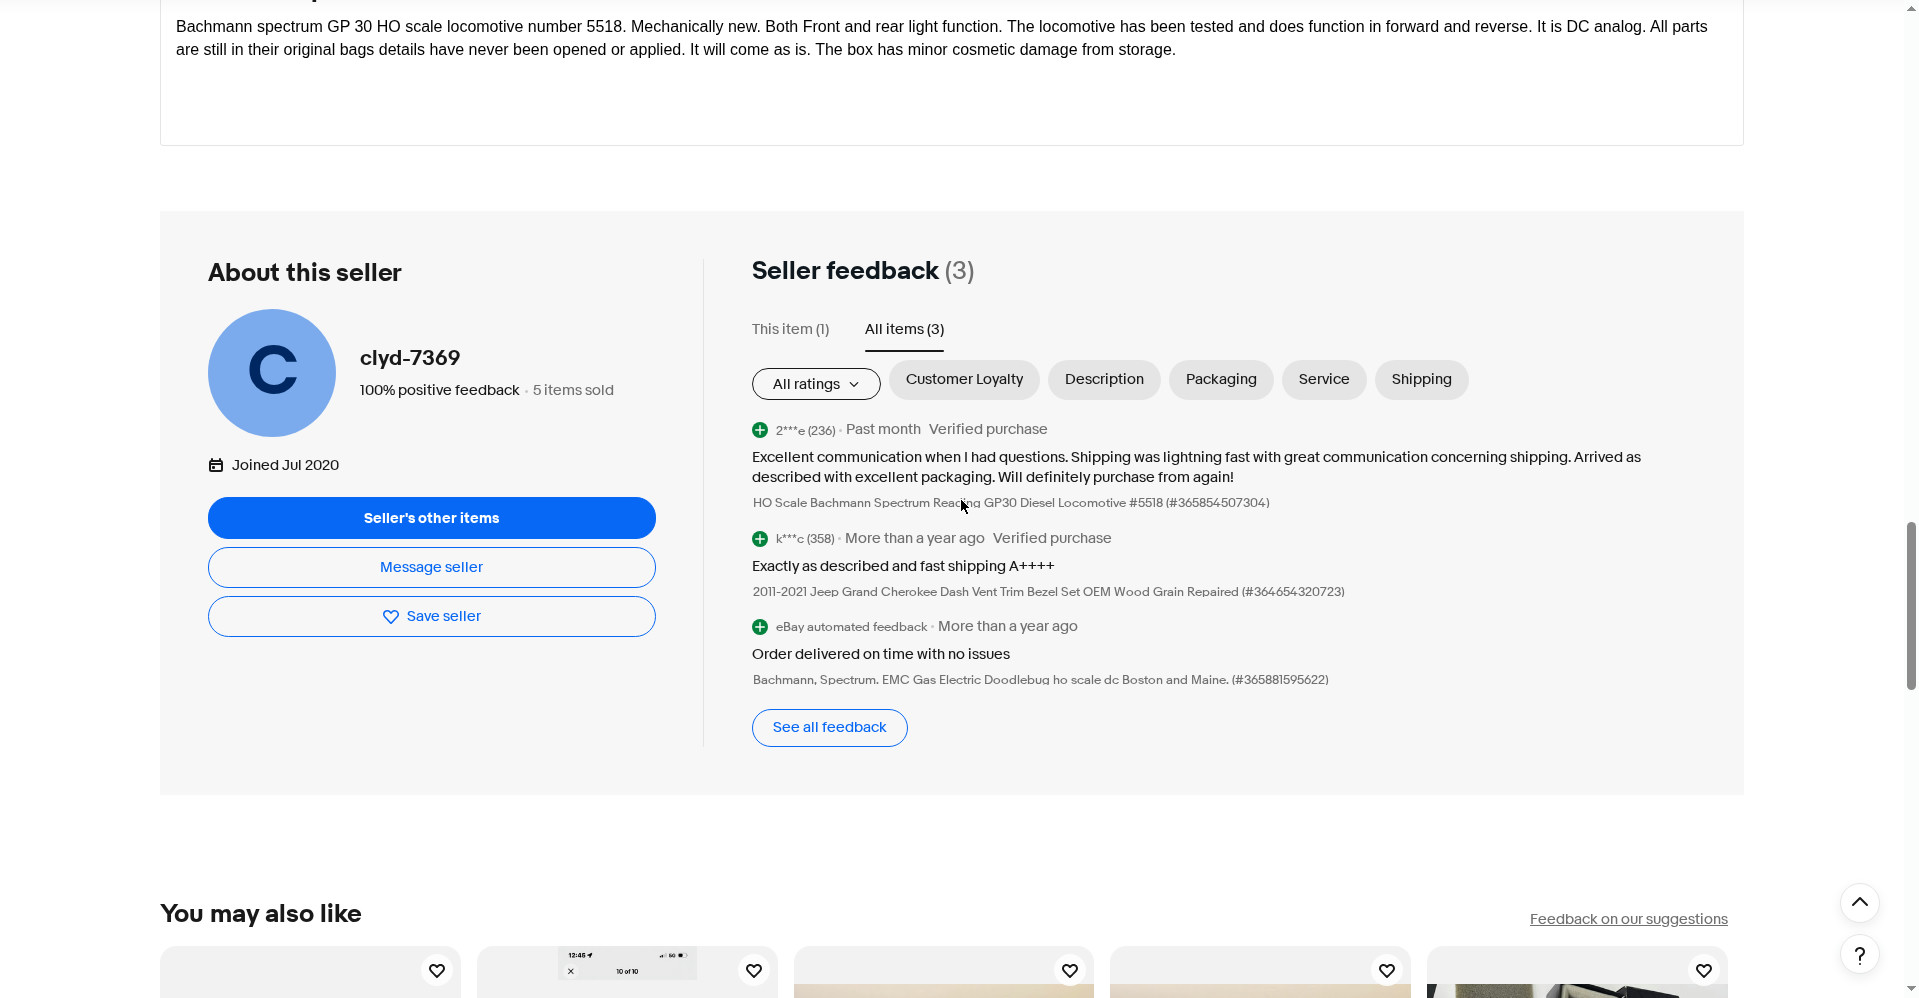 Bachmann spectrum GP 30 HO scale locomotive number 5518. Mechanically new. Both Front and rear light function. The locomotive has been tested and does function in forward and reverse. It is DC analog. All parts
are still in their original bags details have never been opened or applied. It will come as is. The box has minor cosmetic damage from storage.
About this seller
C
clyd-7369
100% positive feedback · 5 items sold
Joined Jul 2020
Seller's other items
Message seller
Save seller
Seller feedback (3)
This item (1)
All items (3)
All ratings
Customer Loyalty
Description
Packaging
Service
Shipping
2***e (236) · Past month Verified purchase
Excellent communication when I had questions. Shipping was lightning fast with great communication concerning shipping. Arrived as
described with excellent packaging. Will definitely purchase from again!
HO Scale Bachmann Spectrum Reading GP30 Diesel Locomotive #5518 (#365854507304)
k***c (358) · More than a year ago Verified purchase
Exactly as described and fast shipping A++++
2011-2021 Jeep Grand Cherokee Dash Vent Trim Bezel Set OEM Wood Grain Repaired (#364654320723)
eBay automated feedback · More than a year ago
Order delivered on time with no issues
Bachmann, Spectrum. EMC Gas Electric Doodlebug ho scale dc Boston and Maine. (#365881595622)
See all feedback
You may also like
Feedback on our suggestions
12:45
5G
10 of 10
?